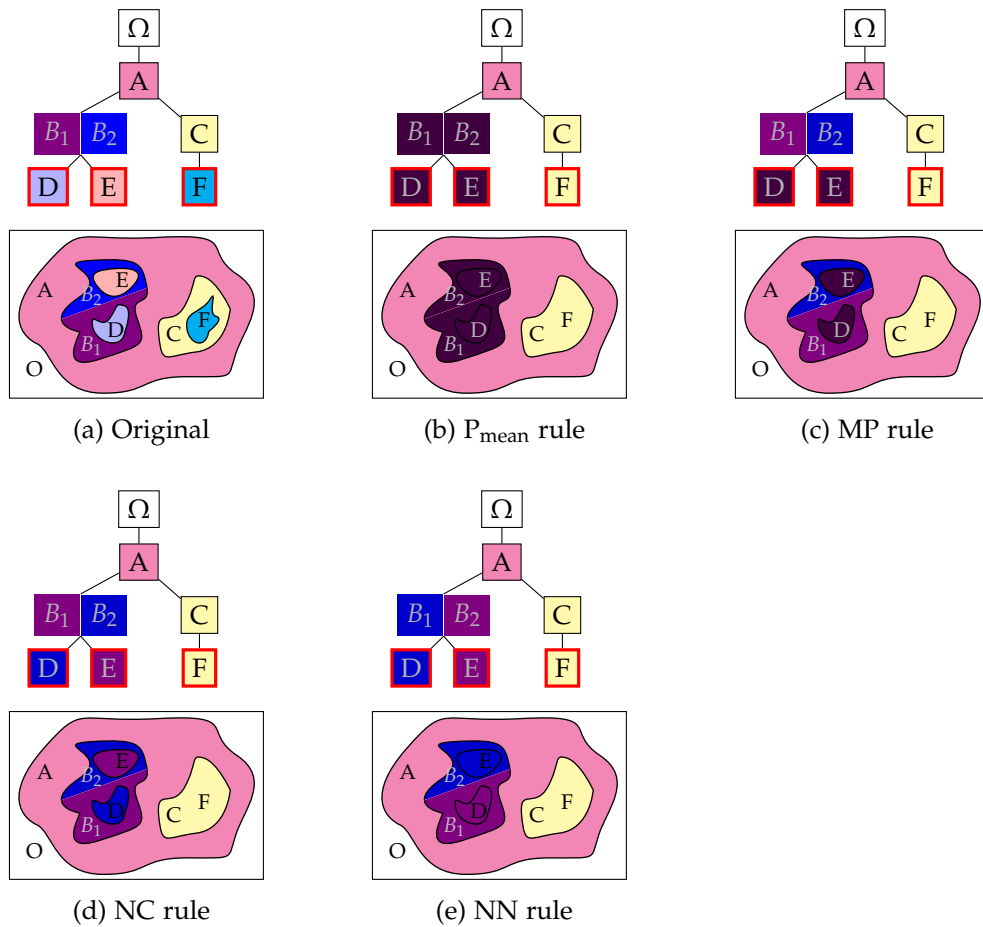 Ω Ω Ω
A A A
B₁ B₂ C B₁ B₂ C B₁ B₂ C
D E F D E F D E F
A E B₂ F D C B₁ O
A E B₂ F D C B₁ O
A E B₂ F D C B₁ O
(a) Original
(b) Pmean rule
(c) MP rule
Ω Ω
A A
B₁ B₂ C B₁ B₂ C
D E F D E F
A E B₂ F D C B₁ O
A E B₂ F D C B₁ O
(d) NC rule
(e) NN rule